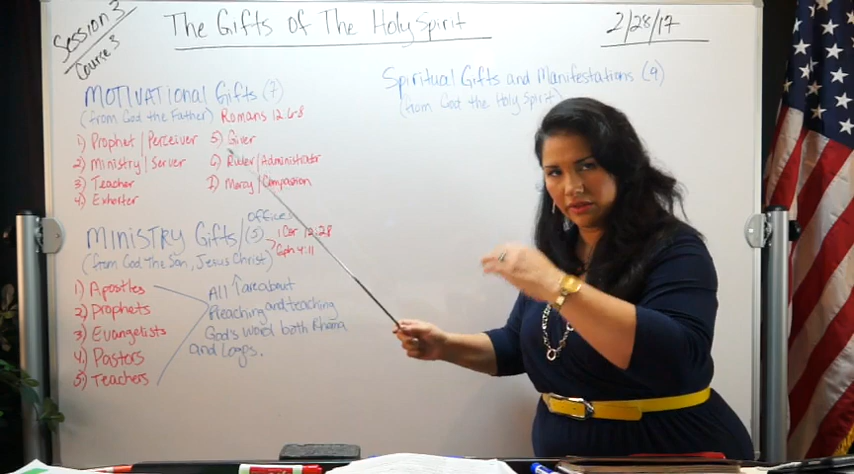 Session 3
Course 3
The Gifts of The Holy Spirit
2/28/17
MOTIVATIONAL Gifts (7)
(from God the Father) Romans 12 6-8
1) Prophet/Perceiver
2) Ministry/Server
3) Teacher
4) Exhorter
5) Giver
6) Ruler/Administrator
7) Mercy/Compassion
MINISTRY Gifts/offices (5)
1 Cor 12:28
Eph 4:11
(from God The Son, Jesus Christ)
1) Apostles
2) Prophets
3) Evangelists
4) Pastors
5) Teachers
All ↑ are about
Preaching and teaching
God's word both Rhema
and Logos.
Spiritual Gifts and Manifestations (9)
(from God the Holy Spirit)